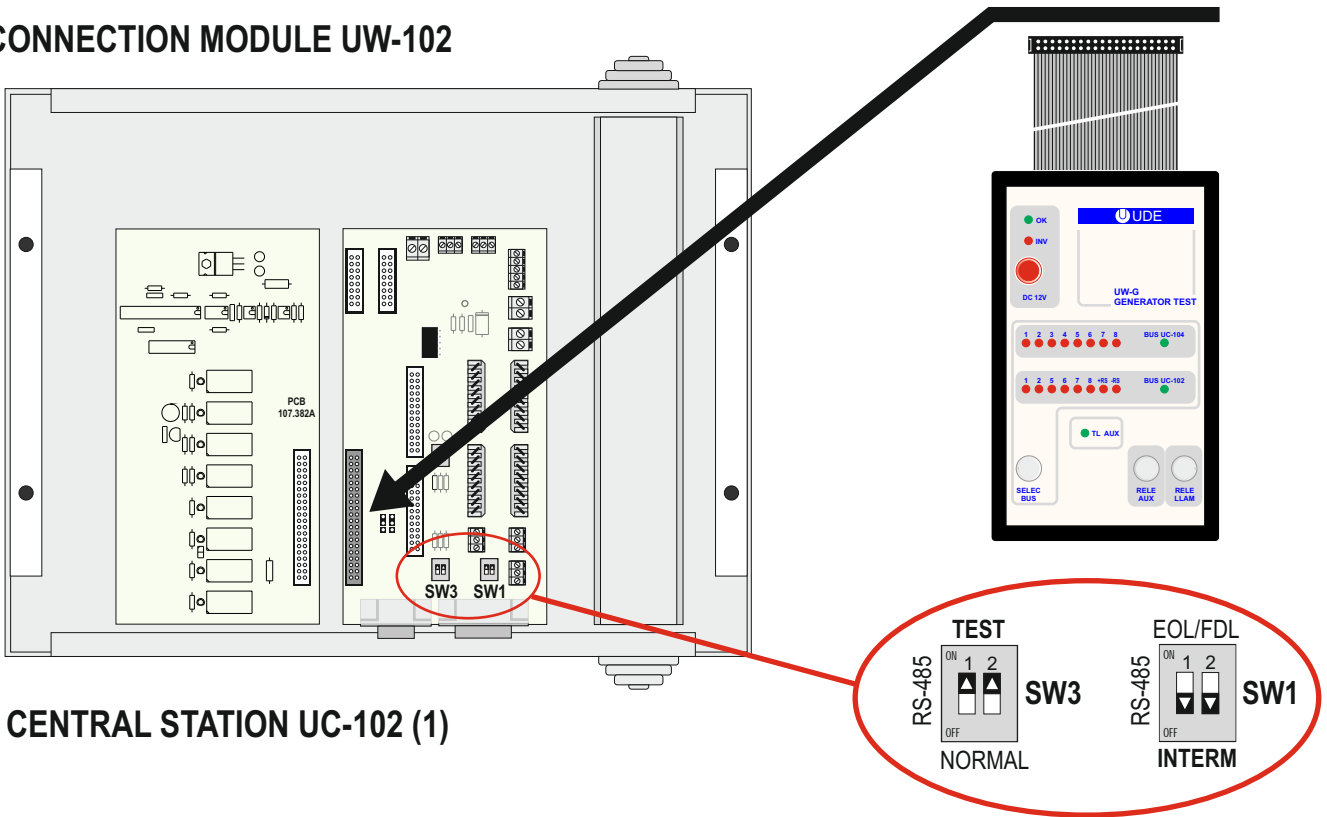 CONNECTION MODULE UW-102
PCB
107.382A
SW3 SW1
CENTRAL STATION UC-102 (1)
OK
INV
DC 12V
U UDE
UW-G
GENERATOR TEST
1 2 3 4 5 6 7 8 BUS UC-104
1 2 5 6 7 8 +RS -RS BUS UC-102
TL AUX
SELEC
BUS
RELE
AUX
RELE
LLAM
TEST
RS-485
ON
1 2
OFF
SW3
NORMAL
EOL/FDL
RS-485
ON
1 2
OFF
SW1
INTERM